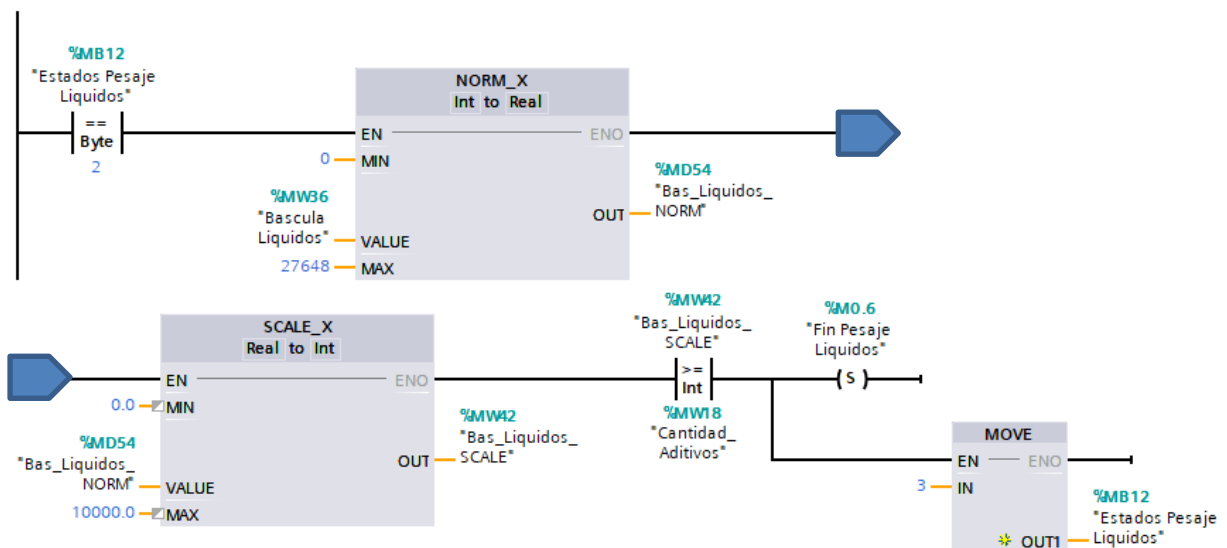 %MB12
"Estados Pesaje
Liquidos"
==
Byte
2
NORM_X
Int to Real
EN
ENO
0
MIN
%MW36
"Bascula
Liquidos"
VALUE
27648
MAX
OUT
%MD54
"Bas_Liquidos_
NORM"
SCALE_X
Real to Int
EN
ENO
0.0
MIN
%MD54
"Bas_Liquidos_
NORM"
VALUE
10000.0
MAX
OUT
%MW42
"Bas_Liquidos_
SCALE"
%MW42
"Bas_Liquidos_
SCALE"
>=
Int
%MW18
"Cantidad_
Aditivos"
%M0.6
"Fin Pesaje
Liquidos"
S
MOVE
EN
ENO
3
IN
OUT1
%MB12
"Estados Pesaje
Liquidos"